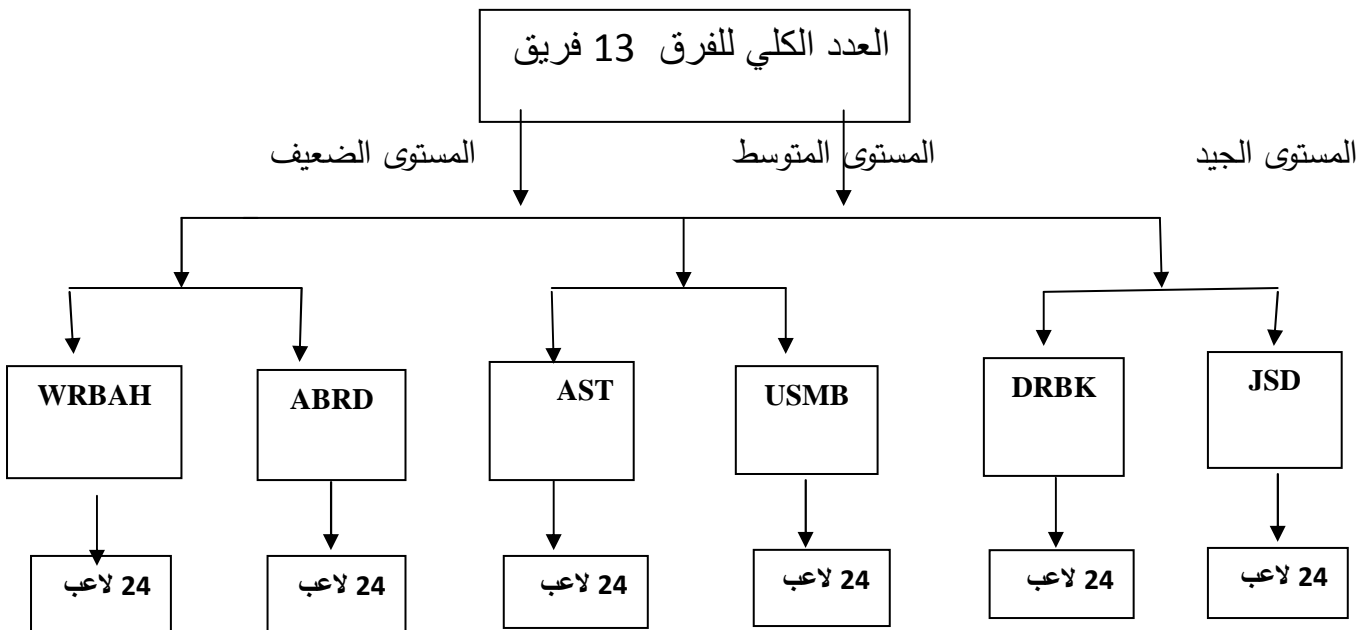 العدد الكلي للفرق 13 فريق
المستوى الجيد
المستوى المتوسط
المستوى الضعيف
JSD
DRBK
USMB
AST
ABRD
WRBAH
24 لاعب
24 لاعب
24 لاعب
24 لاعب
24 لاعب
24 لاعب